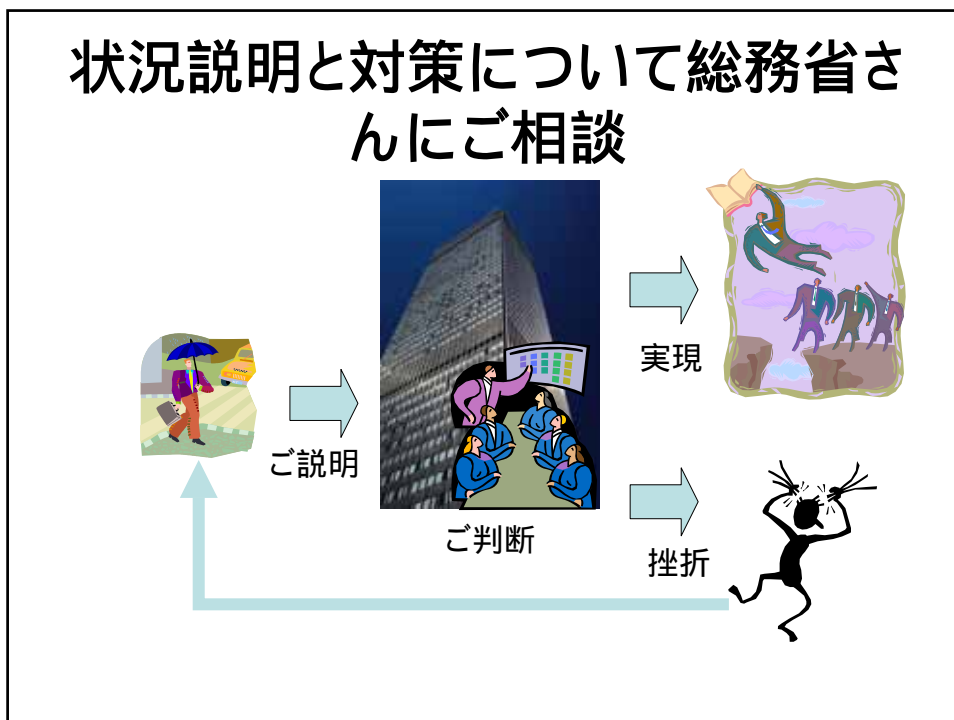 状況説明と対策について総務省さ
んにご相談
実現
ご説明
ご判断
挫折